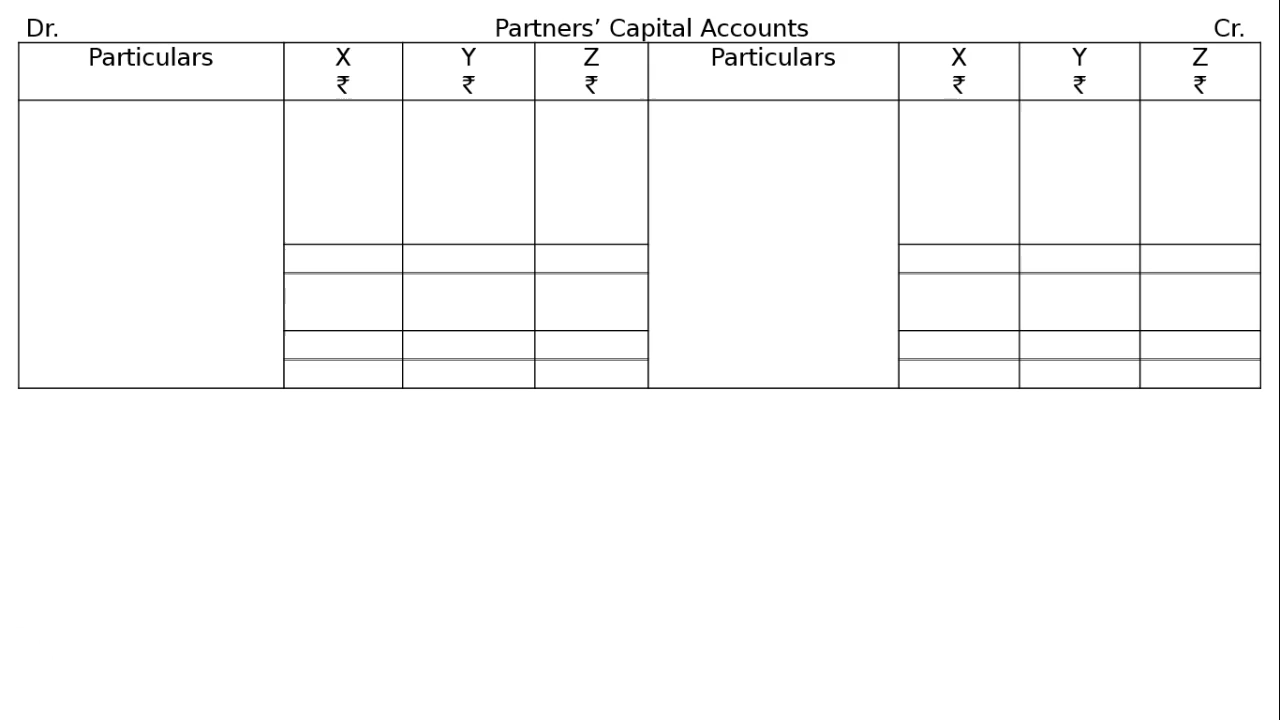 Dr. Partners’ Capital Accounts Cr.
Particulars X Y Z Particulars X Y Z
₹ ₹ ₹ ₹ ₹ ₹